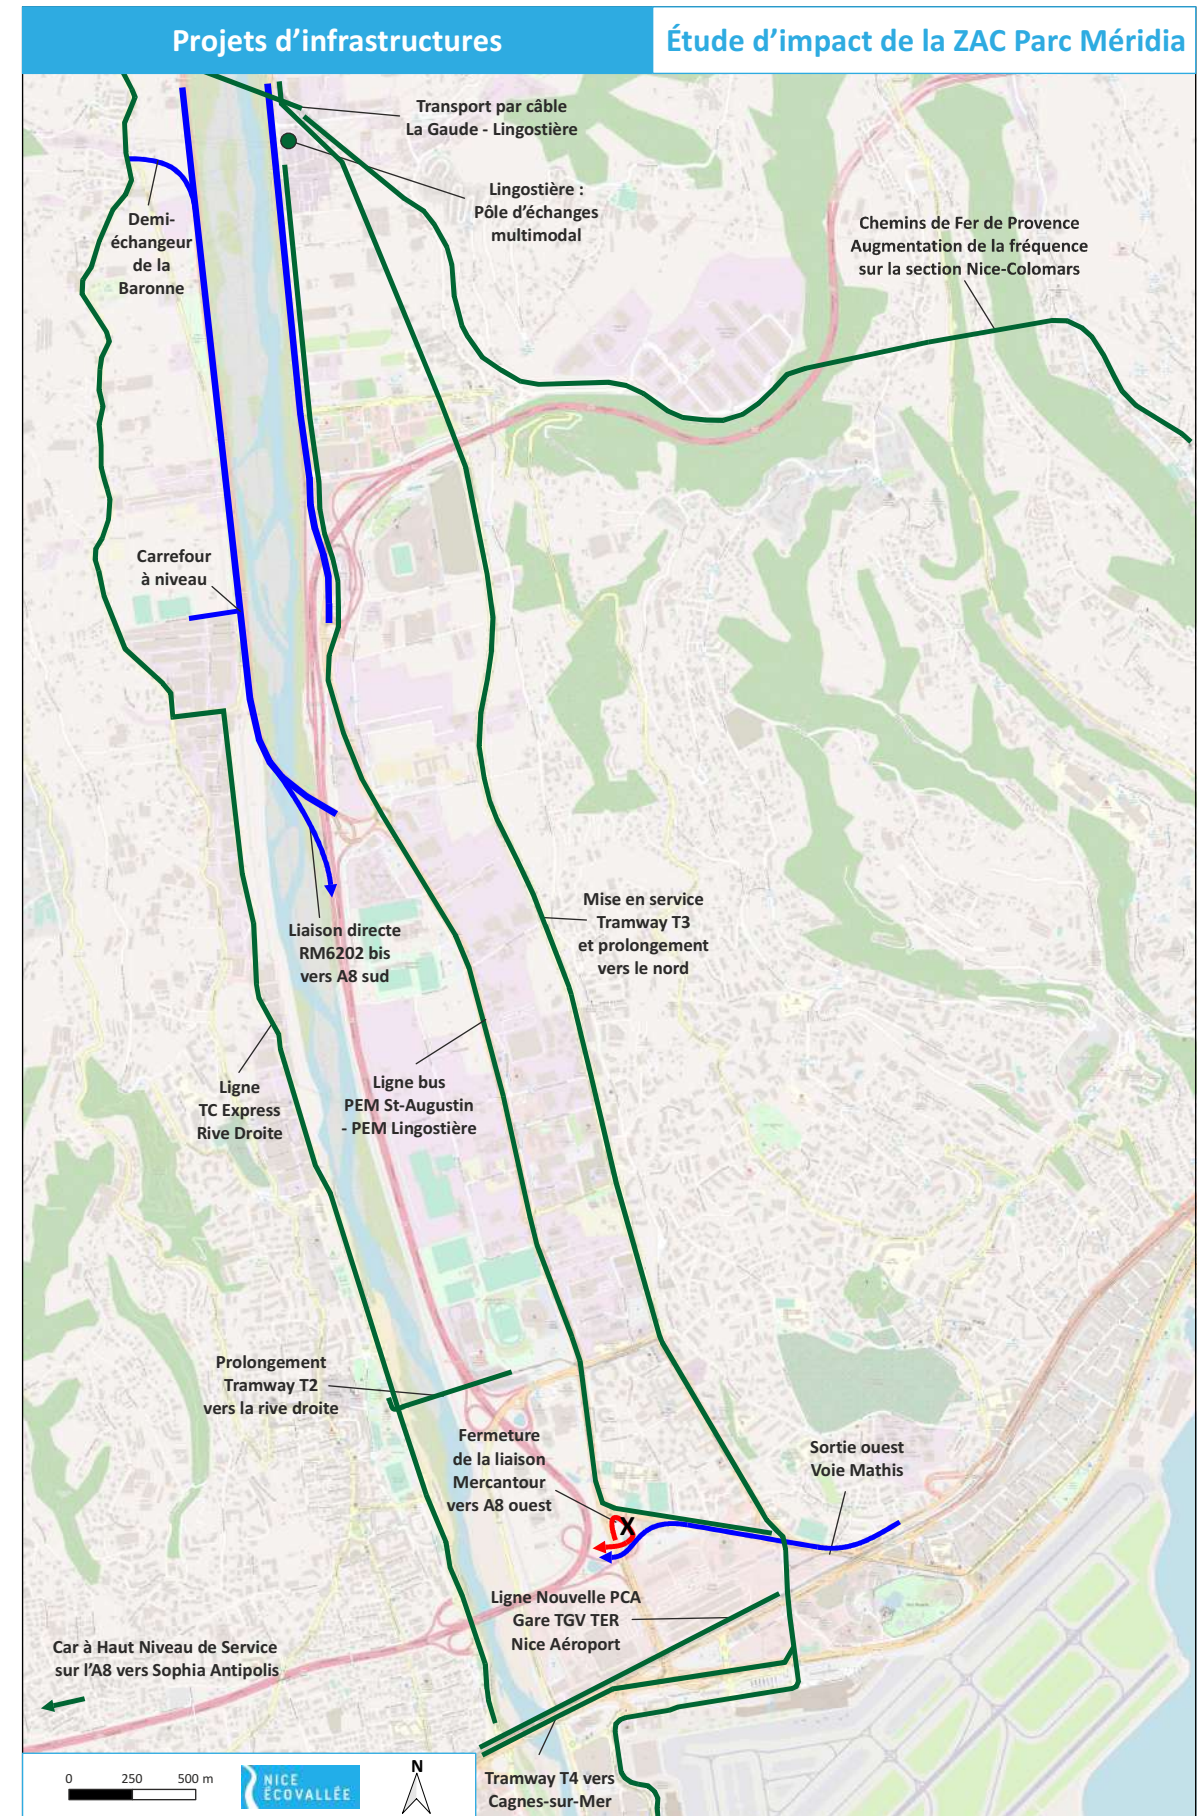 Projets d’infrastructures
Étude d’impact de la ZAC Parc Méridia
Transport par câble
La Gaude - Lingostière
Lingostière :
Pôle d’échanges
multimodal
Demi-
échangeur
de la
Baronne
Chemins de Fer de Provence
Augmentation de la fréquence
sur la section Nice-Colomars
Carrefour
à niveau
Mise en service
Tramway T3
et prolongement
vers le nord
Liaison directe
RM6202 bis
vers A8 sud
Ligne
TC Express
Rive Droite
Ligne bus
PEM St-Augustin
- PEM Lingostière
Prolongement
Tramway T2
vers la rive droite
Fermeture
de la liaison
Mercantour
vers A8 ouest
X
Sortie ouest
Voie Mathis
Ligne Nouvelle PCA
Gare TGV TER
Nice Aéroport
Car à Haut Niveau de Service
sur l’A8 vers Sophia Antipolis
Tramway T4 vers
Cagnes-sur-Mer
0 250 500 m
NICE
ÉCOVALLÉE
N